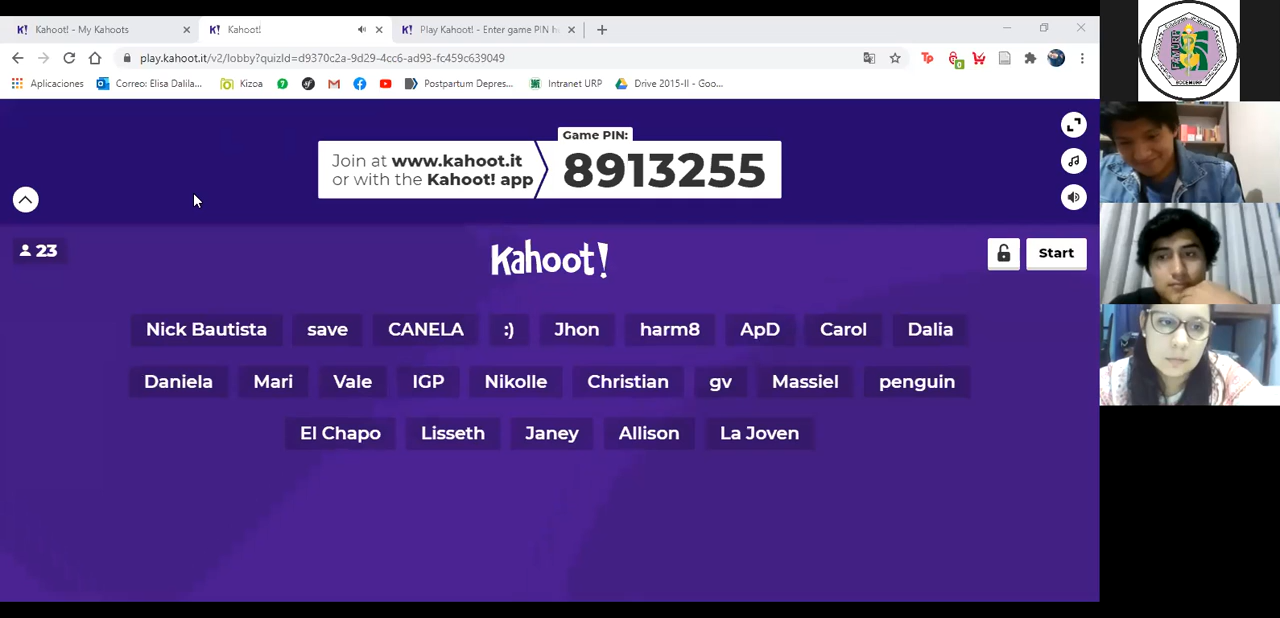 Kahoot! - My Kahoots
Kahoot!
Play Kahoot! - Enter game PIN h
play.kahoot.it/v2/lobby?quizId=89370c2a-9d29-4cc6-ad93-fc459c63b049
Aplicaciones
Correo: Elisa Dalila...
Kizoa
Postpartum Contra...
Intranet URP
Drive 2015-II - Goo...
Game PIN:
Join at www.kahoot.it
or with the Kahoot! app
8913255
23
Kahoot!
Start
Nick Bautista save CANELA :) Jhon harm8 ApD Carol Dalia
Daniela Mari Vale IGP Nikolle Christian gv Massiel penguin
El Chapo Lisseth Janey Allison La Joven